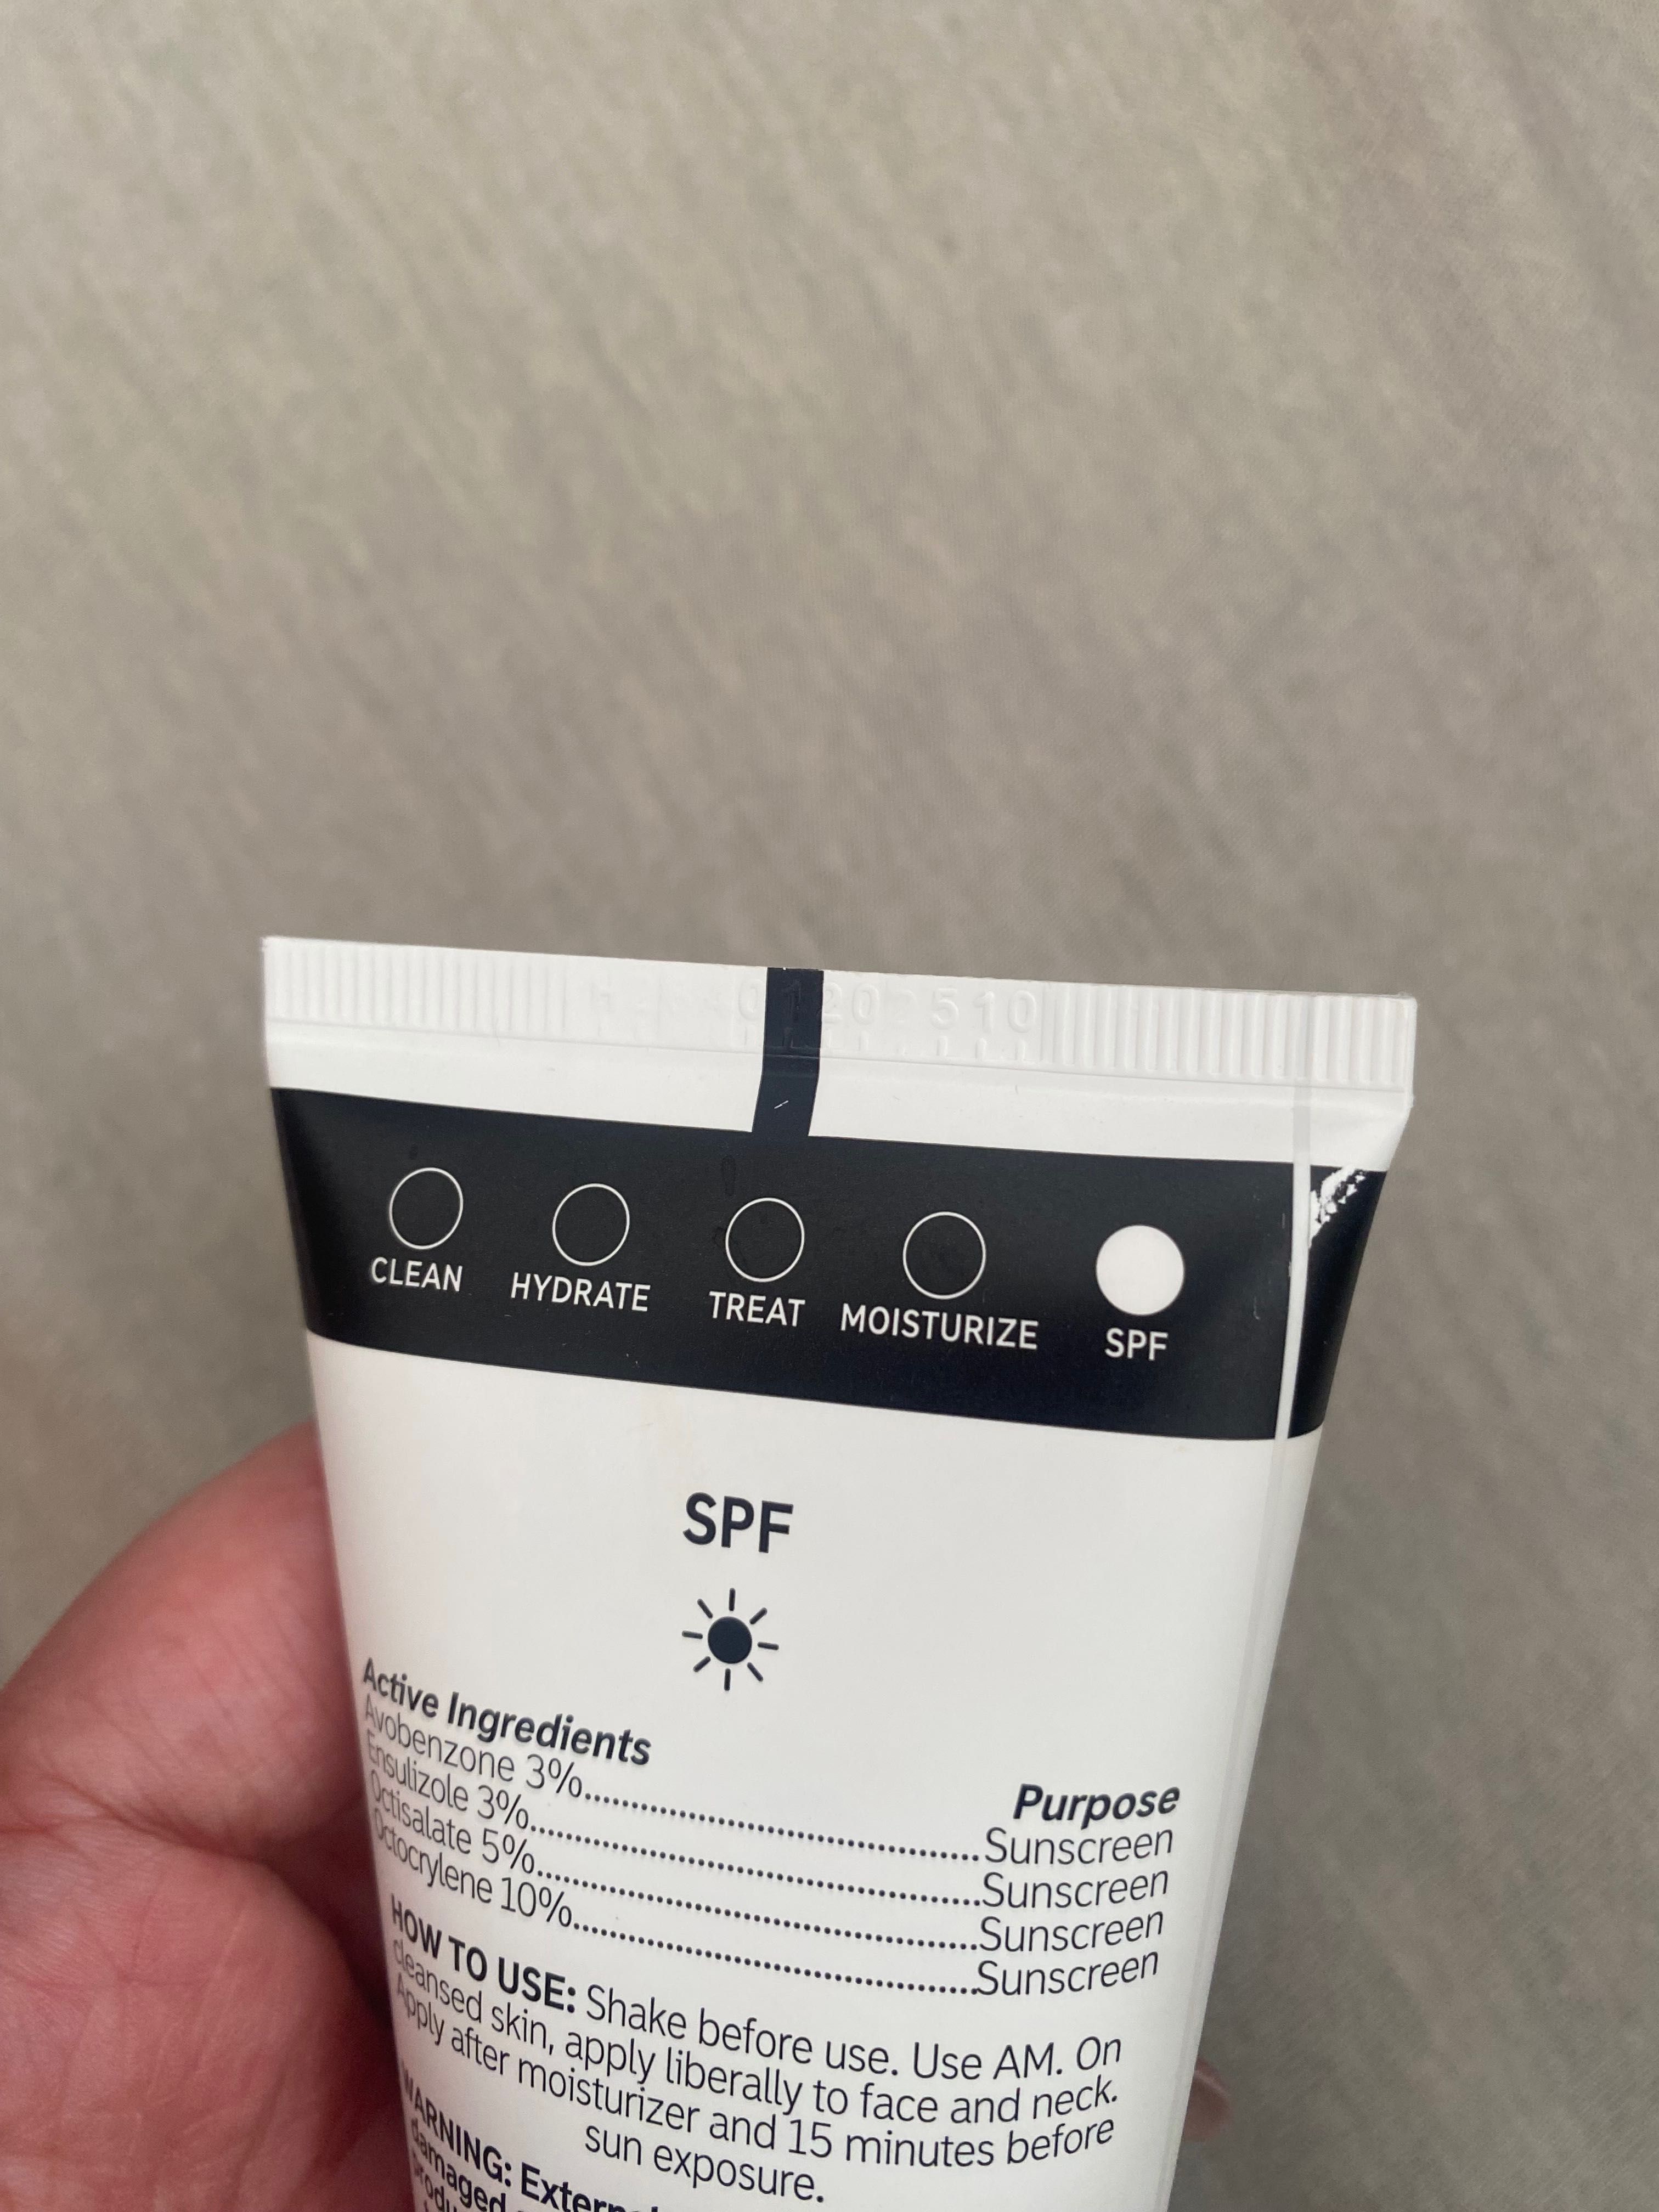 CLEAN HYDRATE TREAT MOISTURIZE SPF
SPF
Active Ingredients Purpose
Avobenzone 3%..........................................Sunscreen
Ensulizole 3%.................................................Sunscreen
Octisalate 5%................................................Sunscreen
Octocrylene 10%............................................Sunscreen
HOW TO USE: Shake before use. Use AM. On
cleansed skin, apply liberally to face and neck.
Apply after moisturizer and 15 minutes before
sun exposure.
WARNING:
damaged